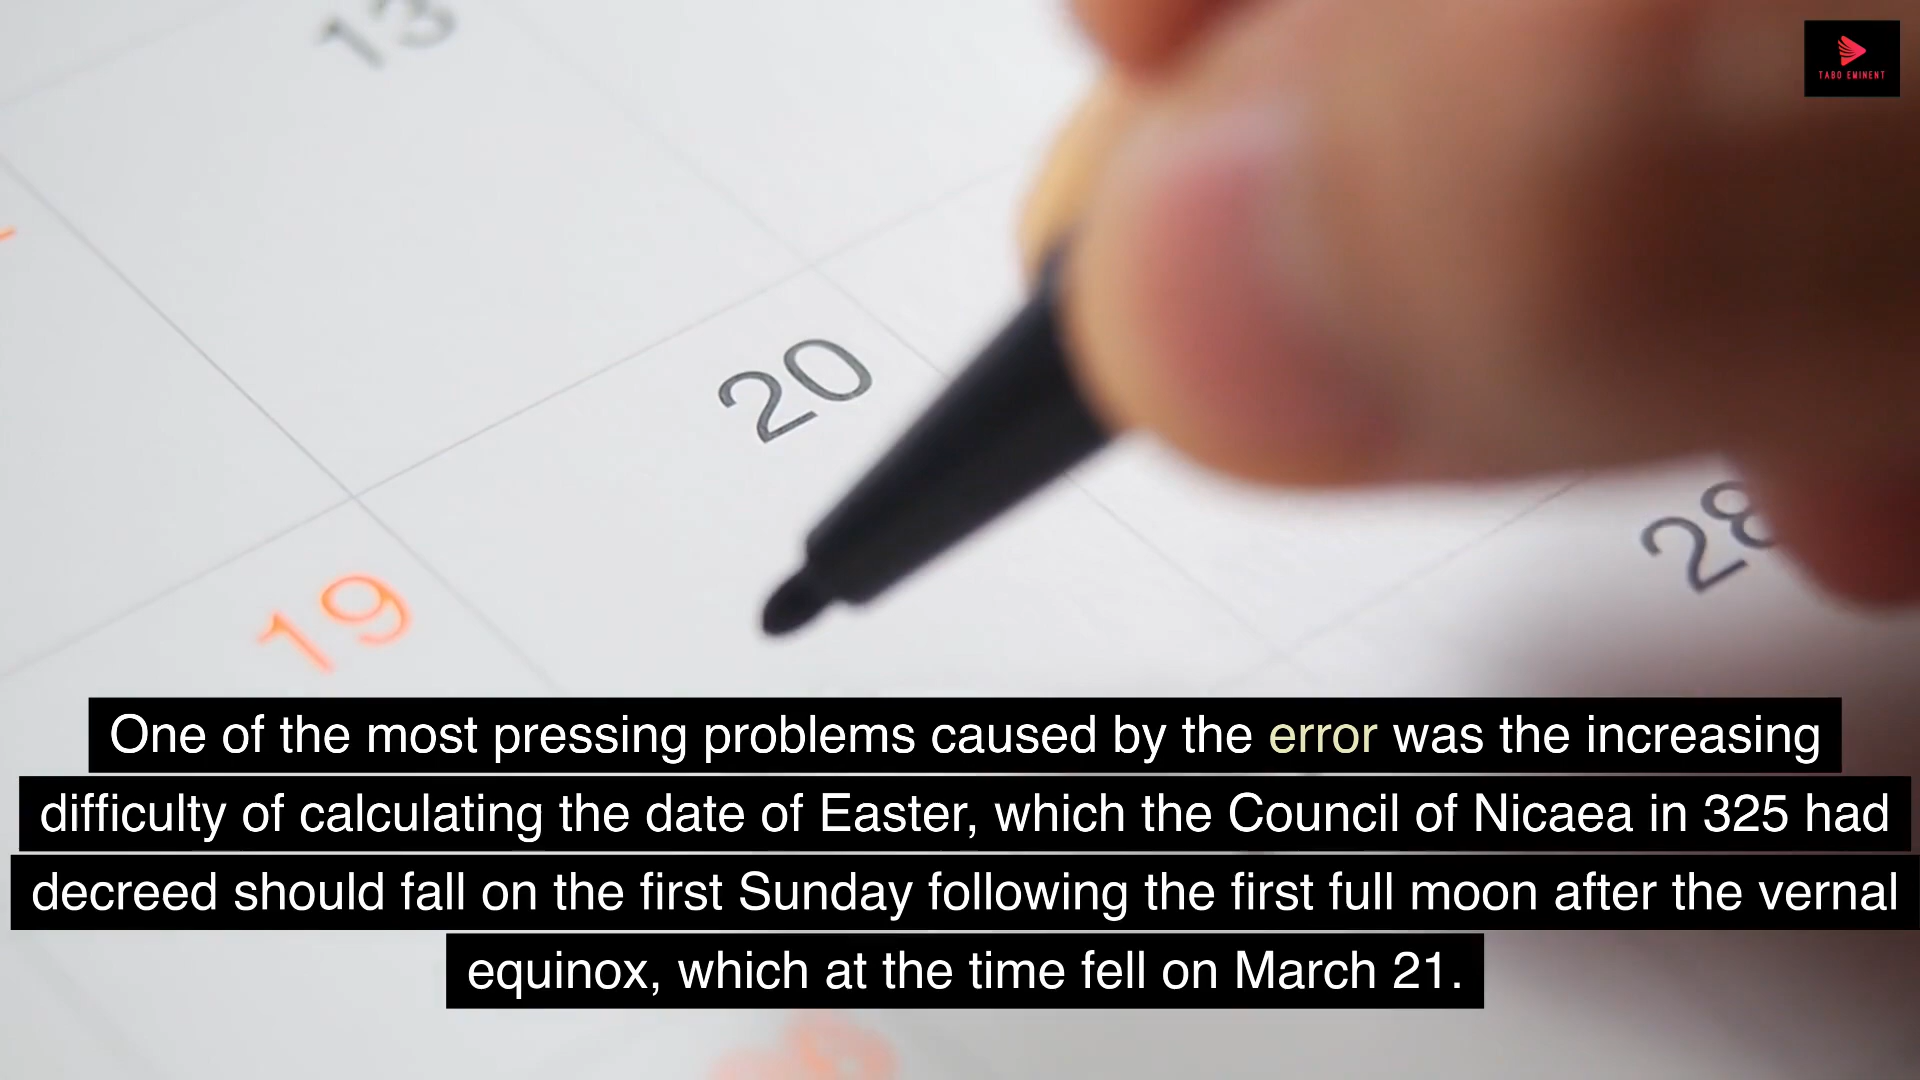 13
TABO EMINENT
20
28
19
One of the most pressing problems caused by the error was the increasing
difficulty of calculating the date of Easter, which the Council of Nicaea in 325 had
decreed should fall on the first Sunday following the first full moon after the vernal
equinox, which at the time fell on March 21.